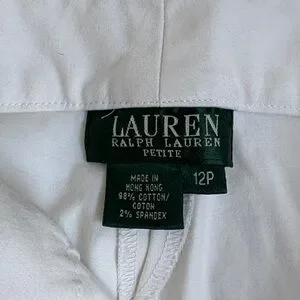 LAUREN
RALPH LAUREN
PETITE
12P
MADE IN
HONG KONG
98% COTTON/
COTON
2% SPANDEX